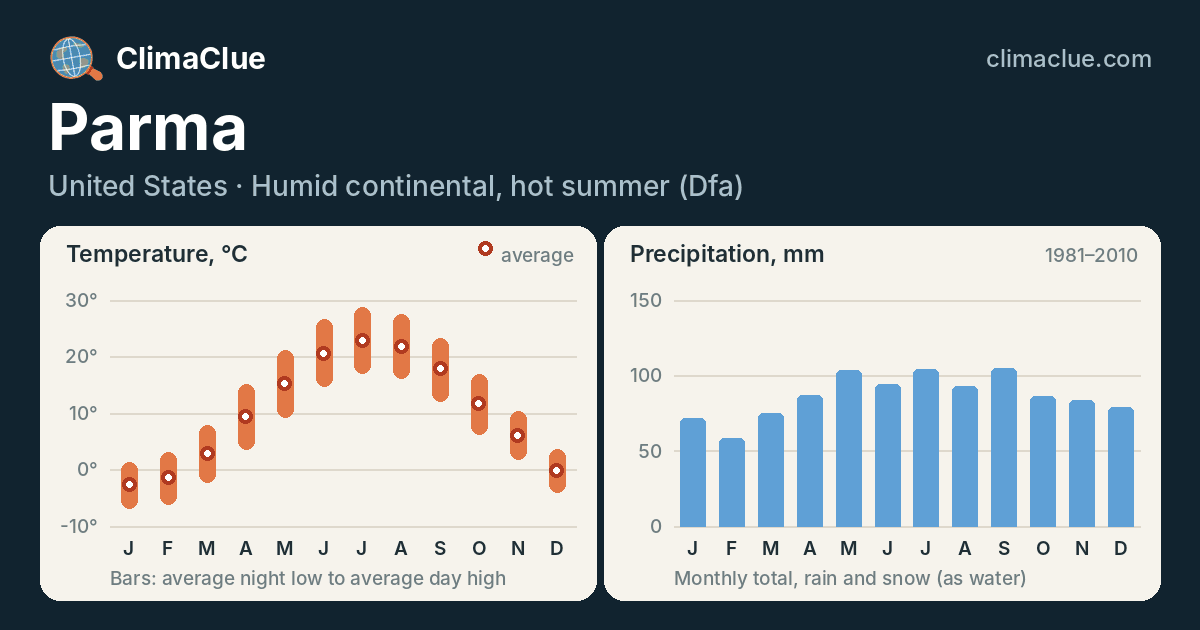 ClimaClue
climaclue.com
Parma
United States · Humid continental, hot summer (Dfa)
Temperature, °C
average
30°
20°
10°
0°
-10°
J F M A M J J A S O N D
Bars: average night low to average day high
Precipitation, mm
1981–2010
150
100
50
0
J F M A M J J A S O N D
Monthly total, rain and snow (as water)